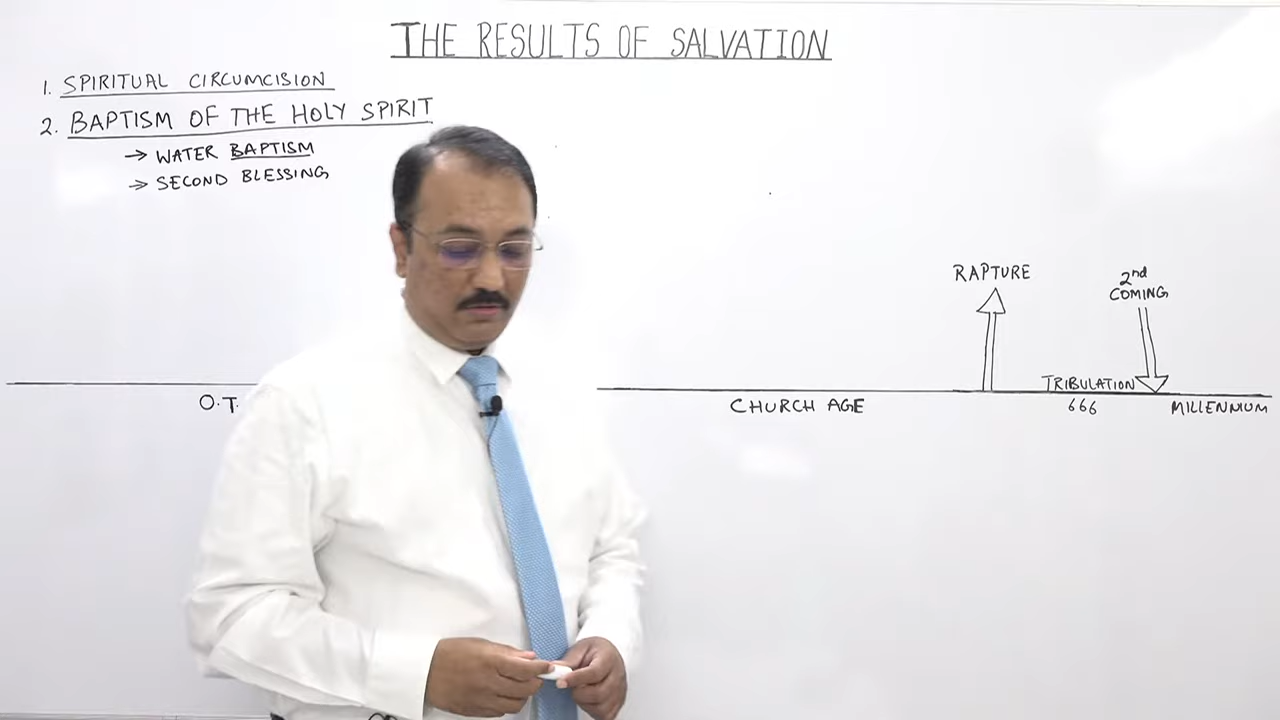 THE RESULTS OF SALVATION
1. SPIRITUAL CIRCUMCISION
2. BAPTISM OF THE HOLY SPIRIT
→ WATER BAPTISM
→ SECOND BLESSING
RAPTURE
2nd
COMING
TRIBULATION
O.T.
CHURCH AGE
666
MILLENNIUM